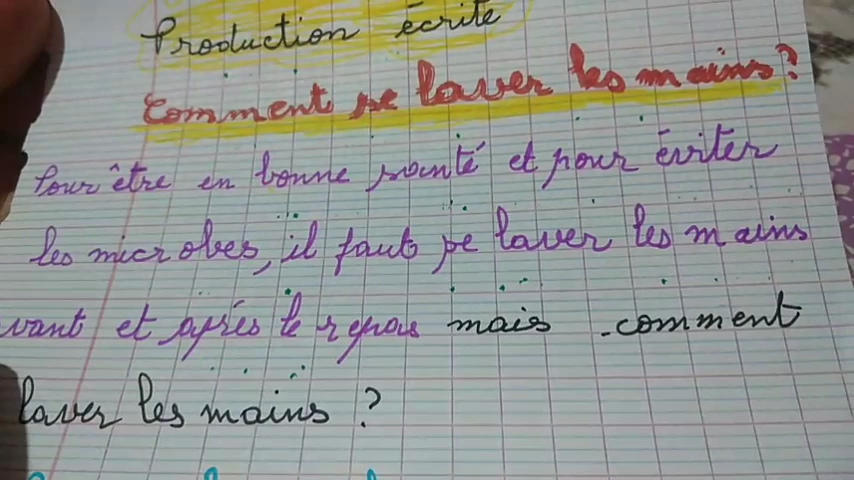 Production écrite
Comment se laver les mains?
Pour être en bonne santé et pour éviter
les microbes, il faut se laver les mains
vant et après le repas mais comment
laver les mains ?